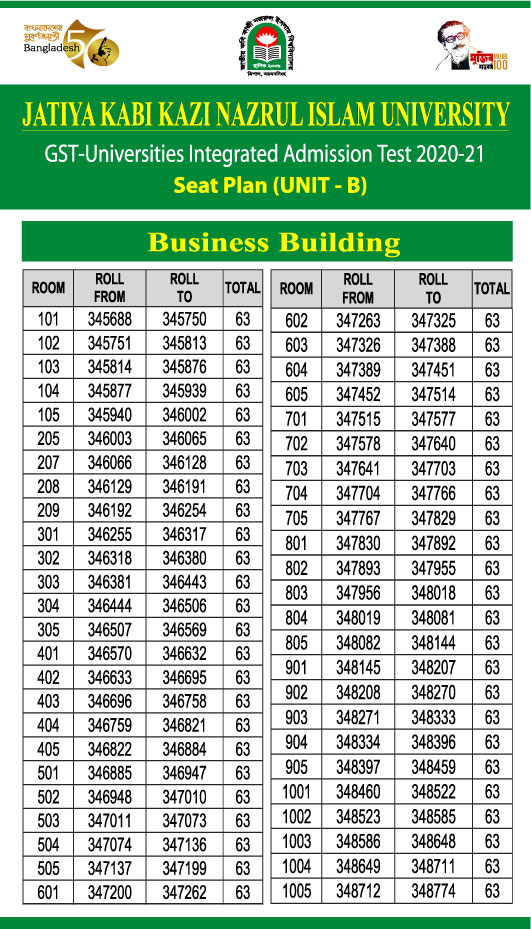 বাংলাদেশের
সুবর্ণজয়ন্তী
Bangladesh
50
জাতীয় কবি কাজী নজরুল ইসলাম বিশ্ববিদ্যালয়
স্থাপিত ২০০৬
ত্রিশাল, ময়মনসিংহ
মুজিব
শতবর্ষ
MUJIB
100
JATIYA KABI KAZI NAZRUL ISLAM UNIVERSITY
GST-Universities Integrated Admission Test 2020-21
Seat Plan (UNIT - B)
Business Building
ROOM ROLL FROM ROLL TO TOTAL
101 345688 345750 63
102 345751 345813 63
103 345814 345876 63
104 345877 345939 63
105 345940 346002 63
205 346003 346065 63
207 346066 346128 63
208 346129 346191 63
209 346192 346254 63
301 346255 346317 63
302 346318 346380 63
303 346381 346443 63
304 346444 346506 63
305 346507 346569 63
401 346570 346632 63
402 346633 346695 63
403 346696 346758 63
404 346759 346821 63
405 346822 346884 63
501 346885 346947 63
502 346948 347010 63
503 347011 347073 63
504 347074 347136 63
505 347137 347199 63
601 347200 347262 63
ROOM ROLL FROM ROLL TO TOTAL
602 347263 347325 63
603 347326 347388 63
604 347389 347451 63
605 347452 347514 63
701 347515 347577 63
702 347578 347640 63
703 347641 347703 63
704 347704 347766 63
705 347767 347829 63
801 347830 347892 63
802 347893 347955 63
803 347956 348018 63
804 348019 348081 63
805 348082 348144 63
901 348145 348207 63
902 348208 348270 63
903 348271 348333 63
904 348334 348396 63
905 348397 348459 63
1001 348460 348522 63
1002 348523 348585 63
1003 348586 348648 63
1004 348649 348711 63
1005 348712 348774 63